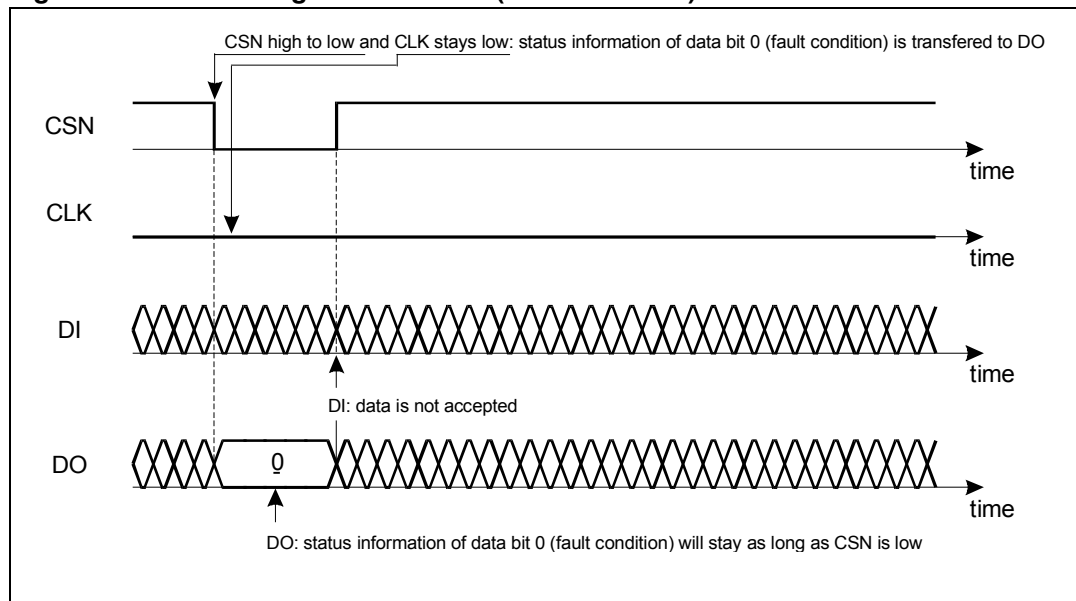 CSN high to low and CLK stays low: status information of data bit 0 (fault condition) is transfered to DO
CSN
time
CLK
time
DI
time
DI: data is not accepted
DO
0
time
DO: status information of data bit 0 (fault condition) will stay as long as CSN is low